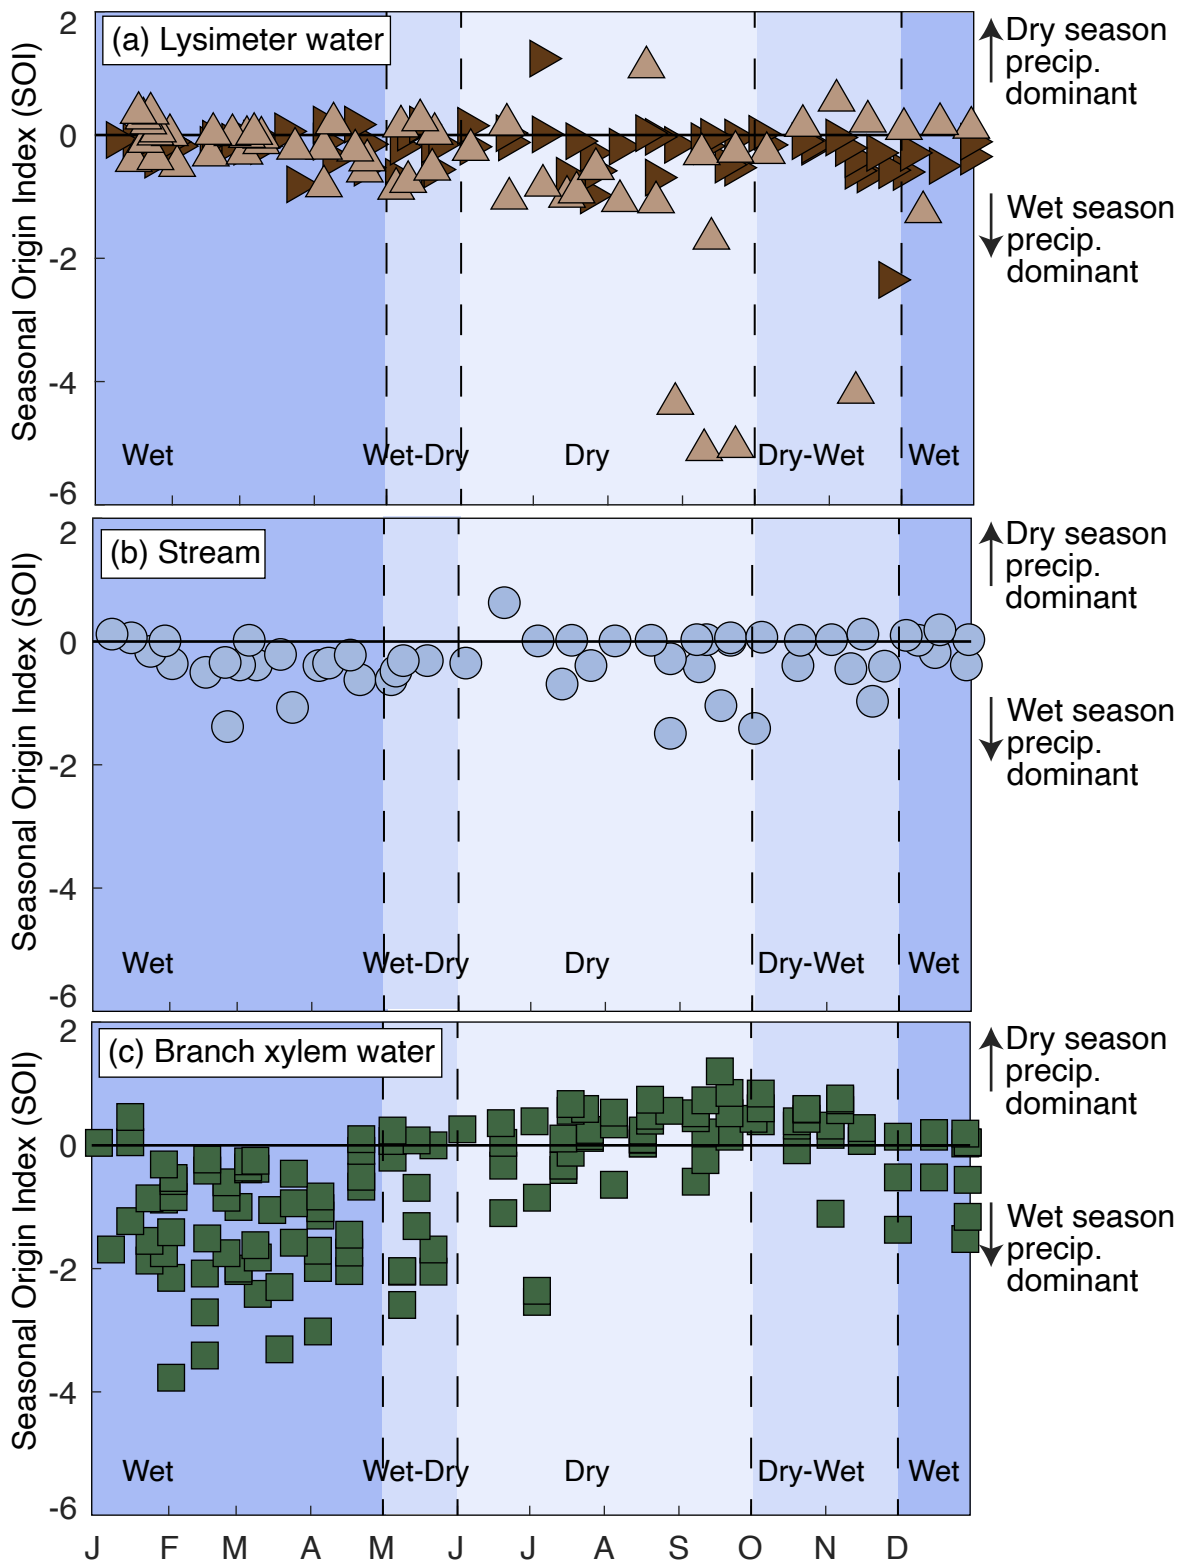 Seasonal Origin Index (SOI)
2
0
-2
-4
-6
(a) Lysimeter water
Wet
Wet-Dry
Dry
Dry-Wet
Wet
Dry season
precip.
dominant
Wet season
precip.
dominant
Seasonal Origin Index (SOI)
2
0
-2
-4
-6
(b) Stream
Wet
Wet-Dry
Dry
Dry-Wet
Wet
Dry season
precip.
dominant
Wet season
precip.
dominant
Seasonal Origin Index (SOI)
2
0
-2
-4
-6
(c) Branch xylem water
Wet
Wet-Dry
Dry
Dry-Wet
Wet
Dry season
precip.
dominant
Wet season
precip.
dominant
J F M A M J J A S O N D